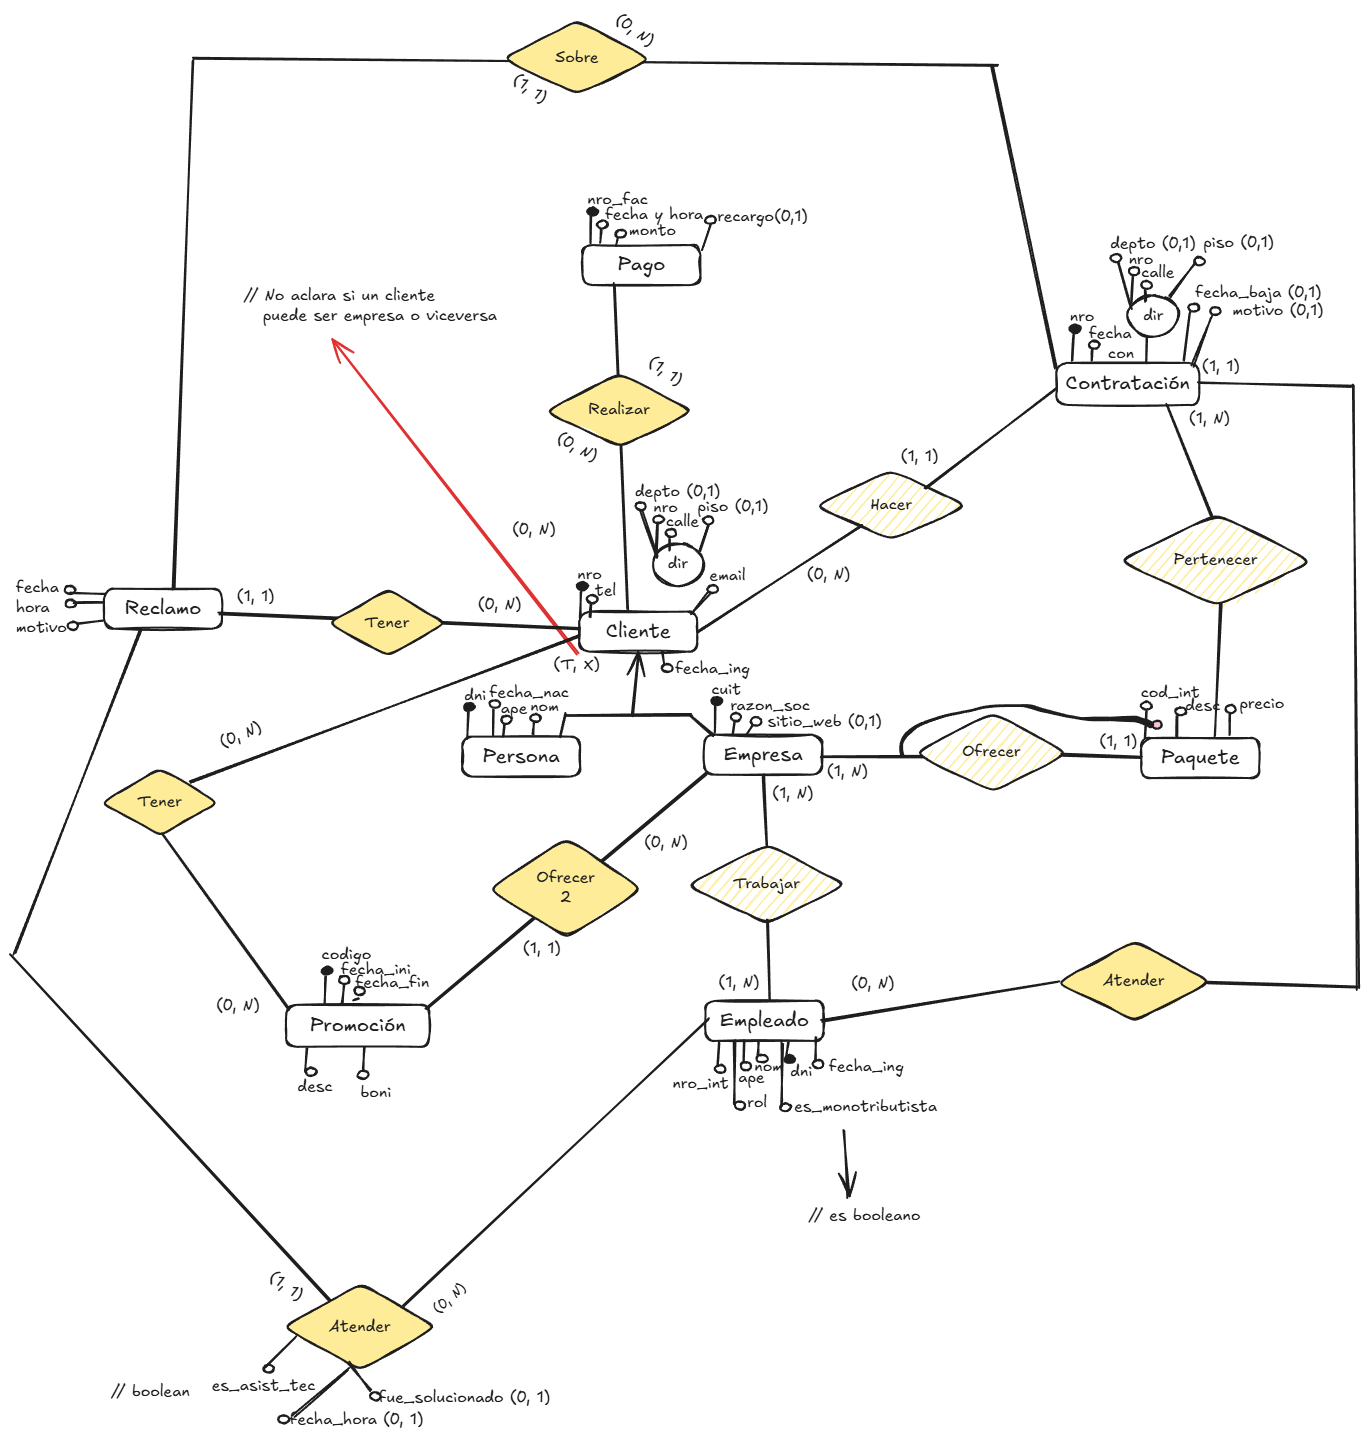 (0, N)
Sobre
(1, 1)
nro_fac
fecha y hora
recargo(0,1)
monto
Pago
depto (0,1)
piso (0,1)
nro
calle
dir
fecha_baja (0,1)
motivo (0,1)
nro
fecha
con
Contratación
(1, 1)
(1, N)
// No aclara si un cliente
puede ser empresa o viceversa
(1, 1)
Realizar
(0, N)
(1, 1)
Hacer
(0, N)
Pertenecer
depto (0,1)
nro
piso (0,1)
calle
dir
(0, N)
nro
tel
email
Cliente
fecha_ing
(T, x)
fecha
hora
motivo
Reclamo
(1, 1)
Tener
(0, N)
(0, N)
Tener
dni
fecha_nac
ape
nom
Persona
cuit
razon_soc
sitio_web (0,1)
Empresa
(1, N)
(1, N)
Ofrecer
(1, 1)
cod_int
desc
precio
Paquete
(0, N)
Ofrecer
2
(1, 1)
Trabajar
(1, N)
codigo
fecha_ini
fecha_fin
(0, N)
Promoción
desc
boni
(0, N)
Atender
Empleado
nro_int
ape
nom
dni
fecha_ing
rol
es_monotributista
// es booleano
(1, 1)
(0, N)
Atender
// boolean
es_asist_tec
fue_solucionado (0, 1)
fecha_hora (0, 1)